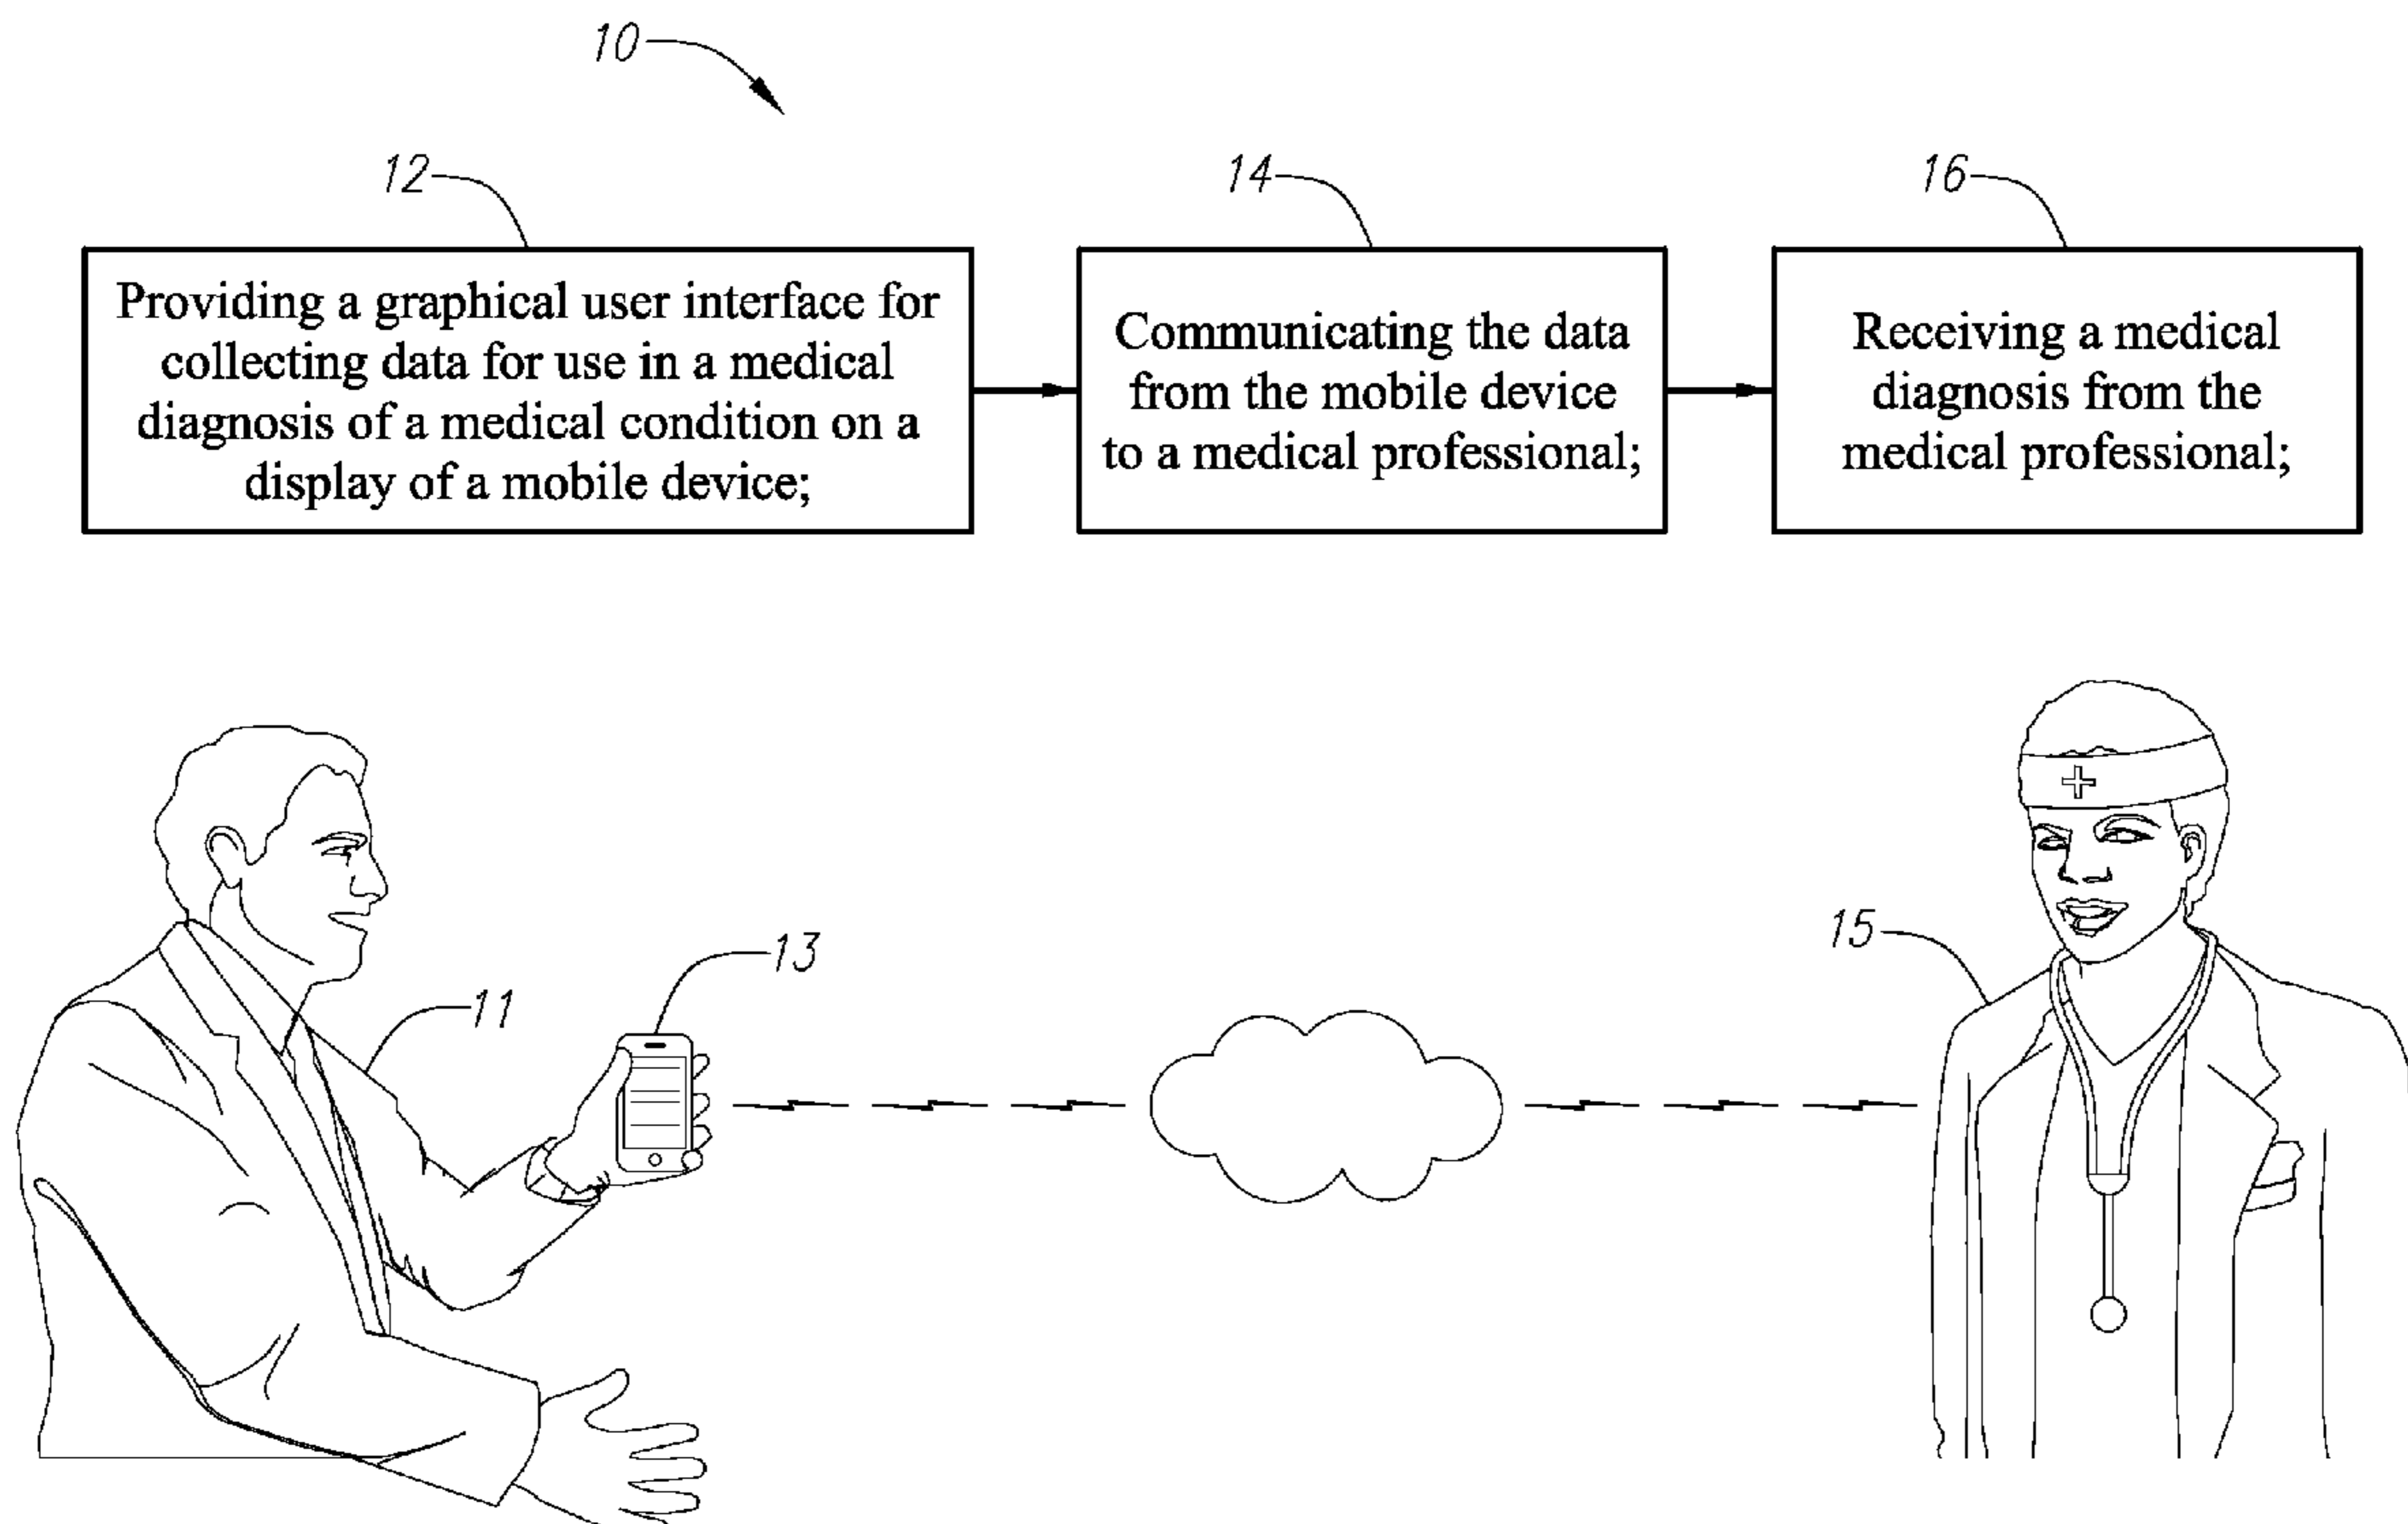 10
12
14
16
Providing a graphical user interface for
collecting data for use in a medical
diagnosis of a medical condition on a
display of a mobile device;
Communicating the data
from the mobile device
to a medical professional;
Receiving a medical
diagnosis from the
medical professional;
13
15
11